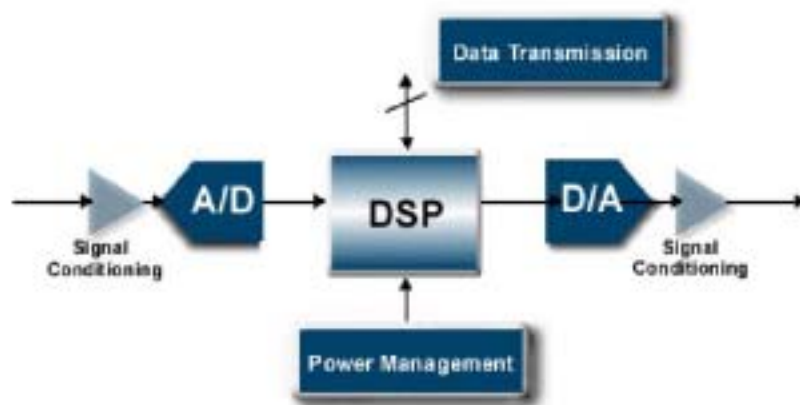 Data Transmission
A/D
DSP
D/A
Signal
Conditioning
Signal
Conditioning
Power Management